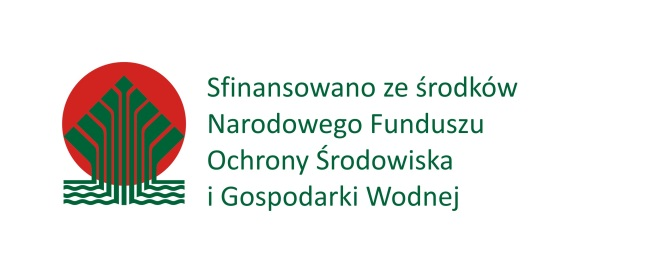 Sfinansowano ze środków
Narodowego Funduszu
Ochrony Środowiska
i Gospodarki Wodnej